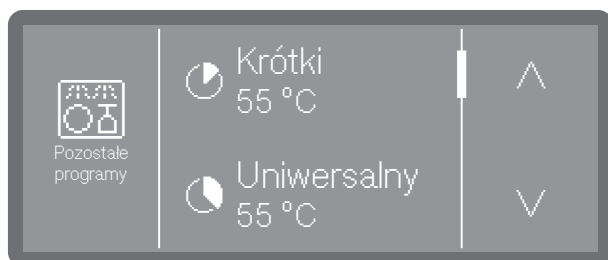 Pozostałe
programy
Krótki
55 °C
Uniwersalny
55 °C